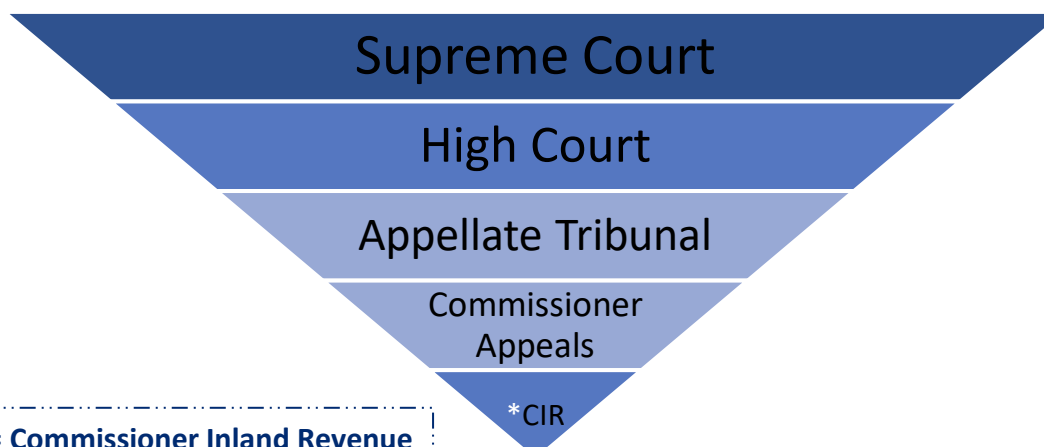 Supreme Court
High Court
Appellate Tribunal
Commissioner
Appeals
*CIR
= Commissioner Inland Revenue